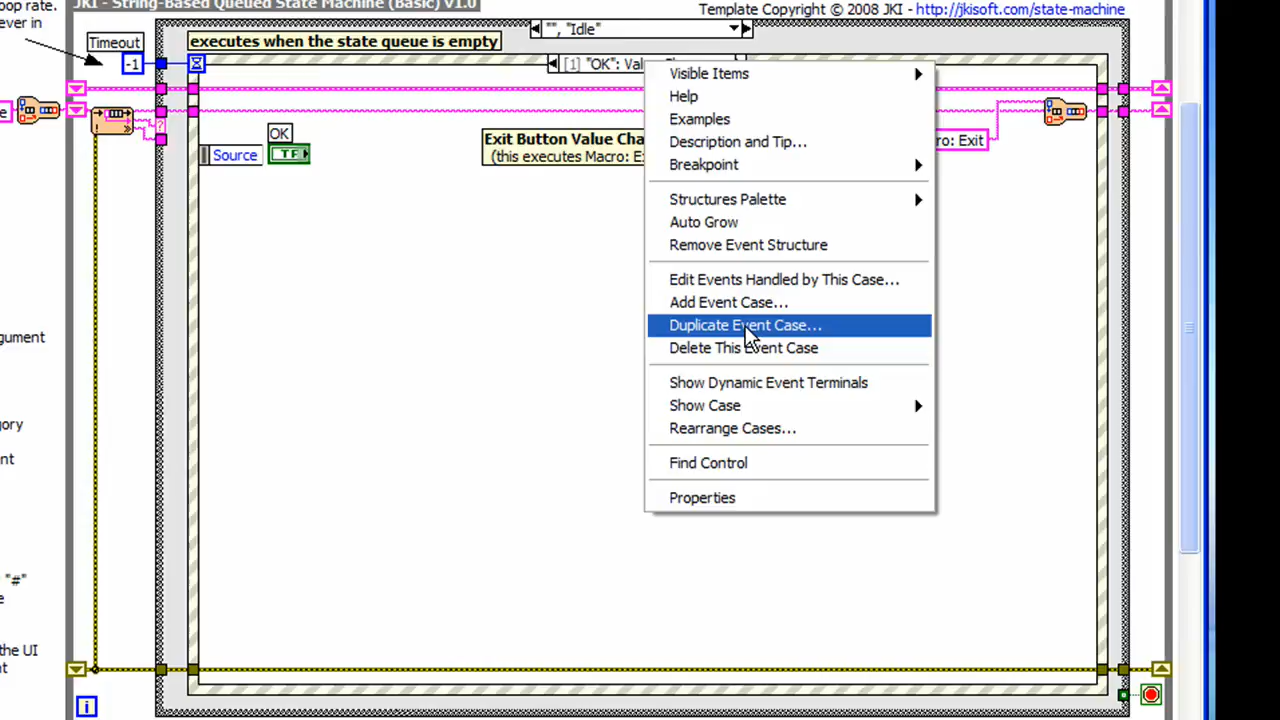 JKI - String-Based Queued State Machine (Basic) v1.0
Template Copyright © 2008 JKI - http://jkisoft.com/state-machine
oop rate.
ever in
Timeout
-1
executes when the state queue is empty
"", "Idle"
[1] "OK": Val
e
OK
TF
Source
Exit Button Value Cha
(this executes Macro: E
ro: Exit
Visible Items
Help
Examples
Description and Tip...
Breakpoint
Structures Palette
Auto Grow
Remove Event Structure
Edit Events Handled by This Case...
Add Event Case...
Duplicate Event Case...
Delete This Event Case
Show Dynamic Event Terminals
Show Case
Rearrange Cases...
Find Control
Properties
gument
gory
nt
"#"
e
the UI
nt
i